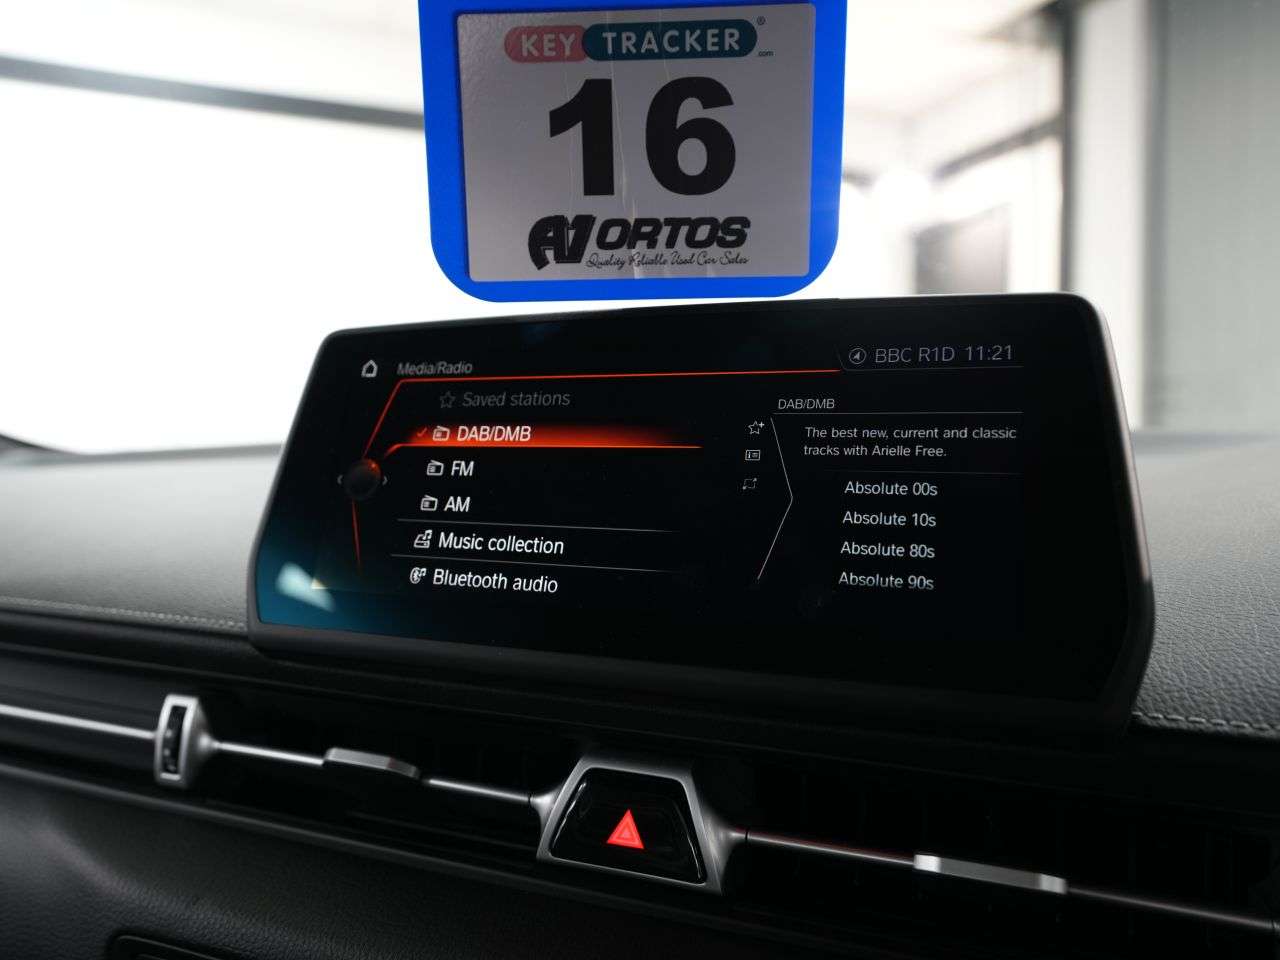 KEY TRACKER ®
.com
16
A1 ORTOS
Quality Reliable Used Car Sales
Media/Radio
BBC R1D 11:21
Saved stations
DAB/DMB
FM
AM
Music collection
Bluetooth audio
DAB/DMB
The best new, current and classic
tracks with Arielle Free.
Absolute 00s
Absolute 10s
Absolute 80s
Absolute 90s